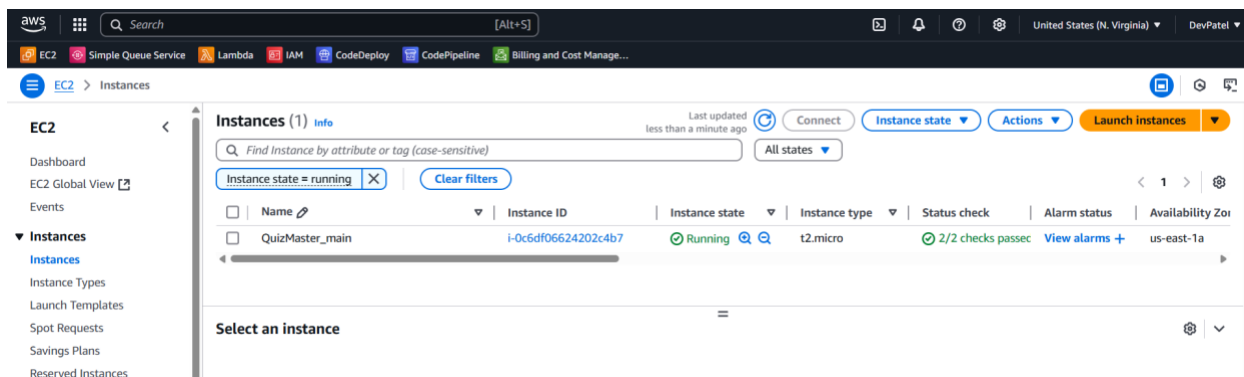 aws Search [Alt+S] United States (N. Virginia) DevPatel
EC2 Simple Queue Service Lambda IAM CodeDeploy CodePipeline Billing and Cost Manage...
EC2 > Instances
EC2
Dashboard
EC2 Global View
Events
Instances
Instances
Instance Types
Launch Templates
Spot Requests
Savings Plans
Reserved Instances
Instances (1) Info
Last updated
less than a minute ago
Connect Instance state Actions Launch instances
Find Instance by attribute or tag (case-sensitive) All states
Instance state = running Clear filters 1
Name Instance ID Instance state Instance type Status check Alarm status Availability Zon
QuizMaster_main i-0c6df06624202c4b7 Running t2.micro 2/2 checks passec View alarms + us-east-1a
Select an instance